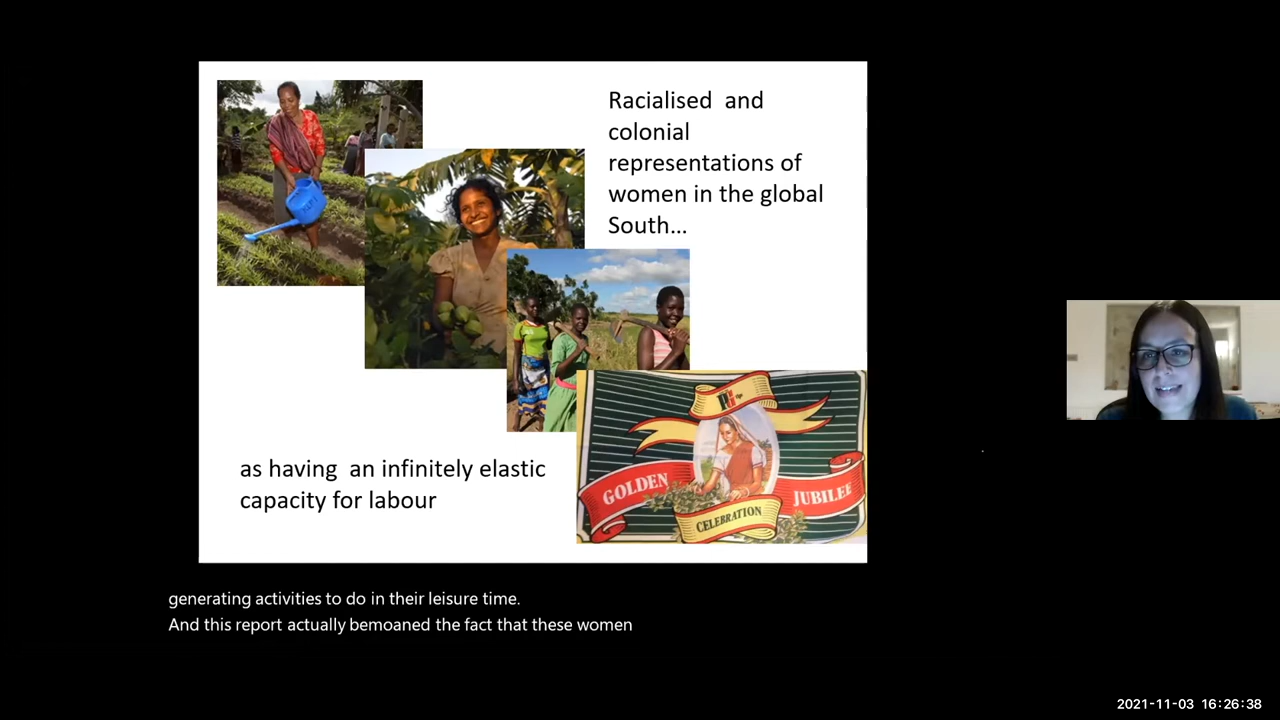 Racialised and
colonial
representations of
women in the global
South...
as having an infinitely elastic
capacity for labour
GOLDEN
JUBILEE
CELEBRATION
generating activities to do in their leisure time.
And this report actually bemoaned the fact that these women
2021-11-03 16:26:38